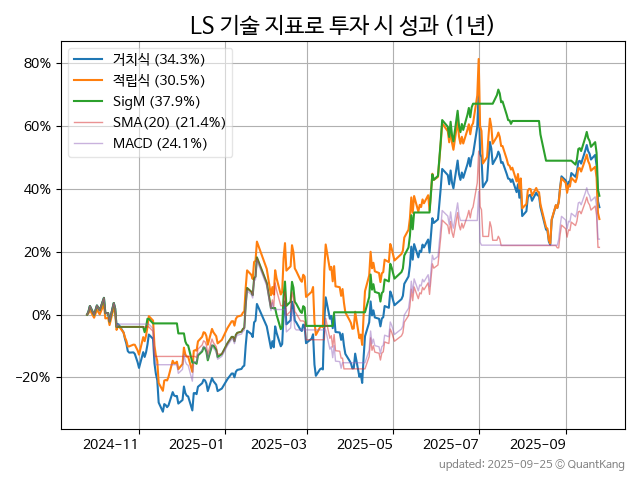 LS 기술 지표로 투자 시 성과 (1년)
거치식 (34.3%)
적립식 (30.5%)
SigM (37.9%)
SMA(20) (21.4%)
MACD (24.1%)
80%
60%
40%
20%
0%
−20%
2024-11 2025-01 2025-03 2025-05 2025-07 2025-09
updated: 2025-09-25 © QuantKang